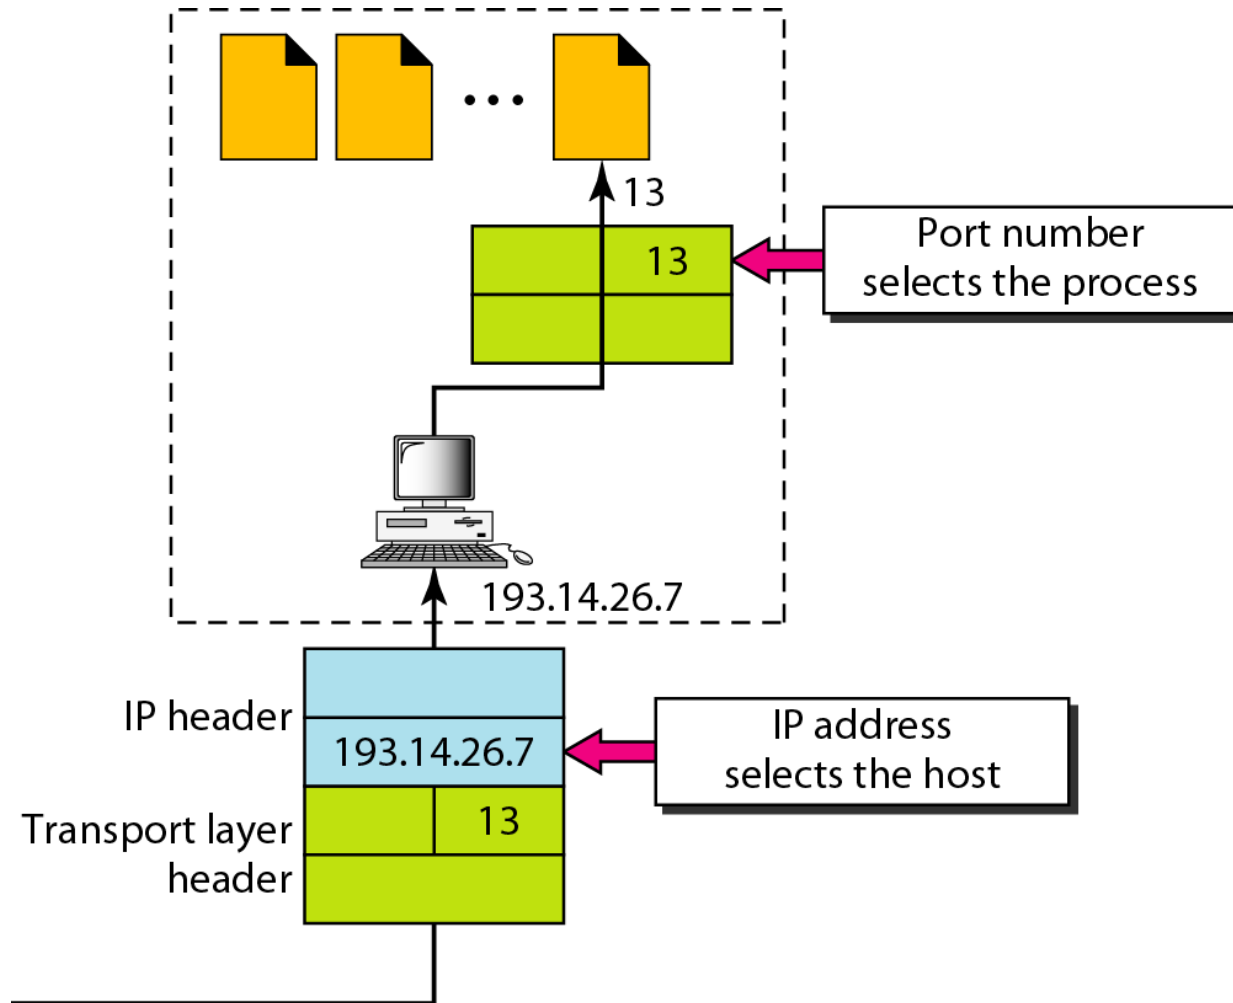 13
13
Port number
selects the process
193.14.26.7
IP header
193.14.26.7
IP address
selects the host
Transport layer
header
13